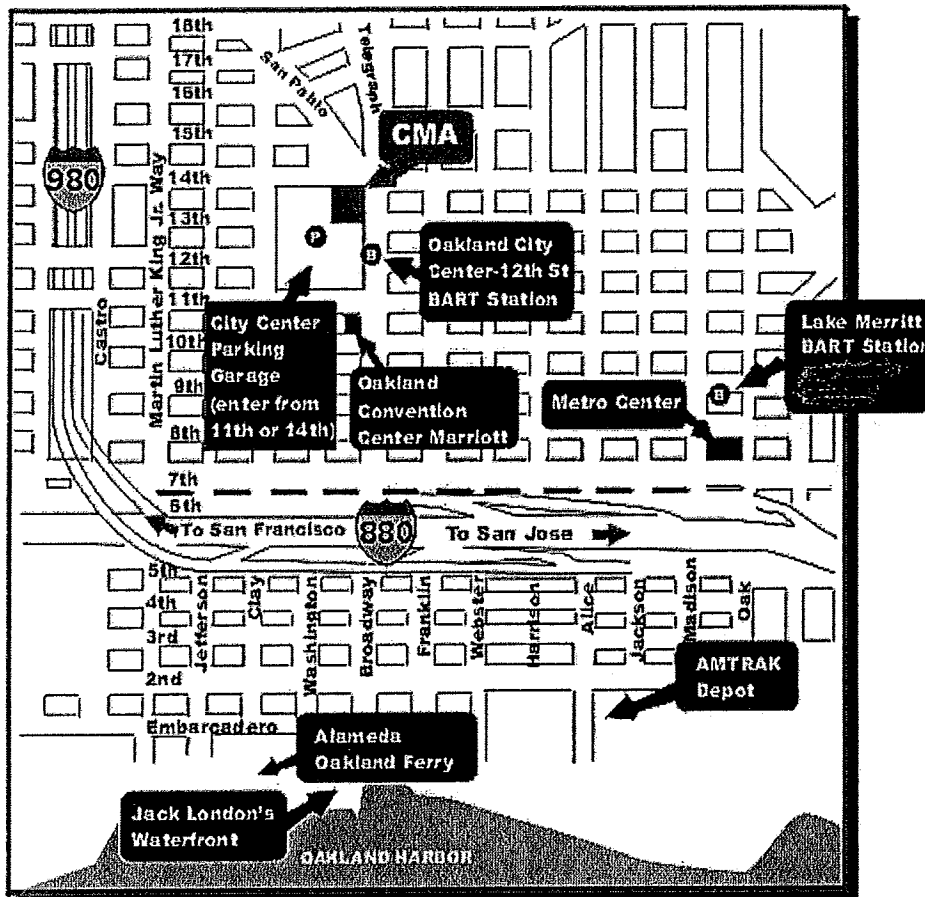 18th
17th
16th
15th
14th
13th
12th
11th
10th
9th
8th
7th
6th
5th
4th
3rd
2nd
Embarcadero
San Pablo
Telegraph
CMA
980
Martin Luther King Jr. Way
Castro
P
B
Oakland City
Center-12th St
BART Station
City Center
Parking
Garage
(enter from
11th or 14th)
Oakland
Convention
Center Marriott
Metro Center
Lake Merritt
BART Station
B
To San Francisco
880
To San Jose
Jefferson
Clay
Washington
Broadway
Franklin
Webster
Harrison
Alice
Jackson
Madison
Oak
AMTRAK
Depot
Alameda
Oakland Ferry
Jack London's
Waterfront
OAKLAND HARBOR